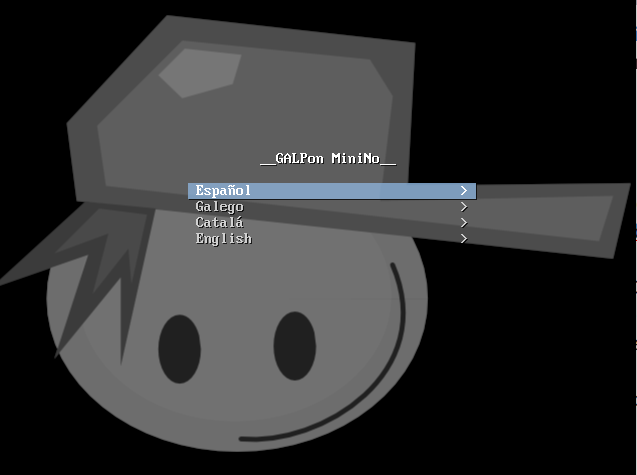 __GALPon MiniNo__
Español >
Galego >
Catalá >
English >